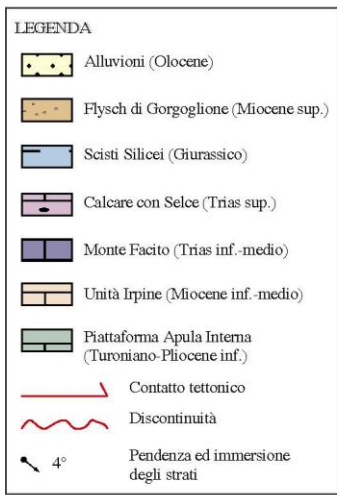 LEGENDA
Alluvioni (Olocene)
Flysch di Gorgoglione (Miocene sup.)
Scisti Silicei (Giurassico)
Calcare con Selce (Trias sup.)
Monte Facito (Trias inf.-medio)
Unità Irpine (Miocene inf.-medio)
Piattaforma Apula Interna
(Turoniano-Pliocene inf.)
Contatto tettonico
Discontinuità
4°
Pendenza ed immersione
degli strati